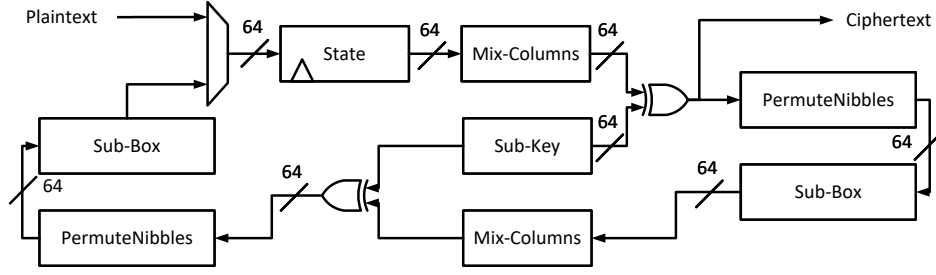 Plaintext
64
State
64
Mix-Columns
64
Ciphertext
PermuteNibbles
Sub-Box
64
Sub-Key
64
64
64
64
Sub-Box
PermuteNibbles
Mix-Columns